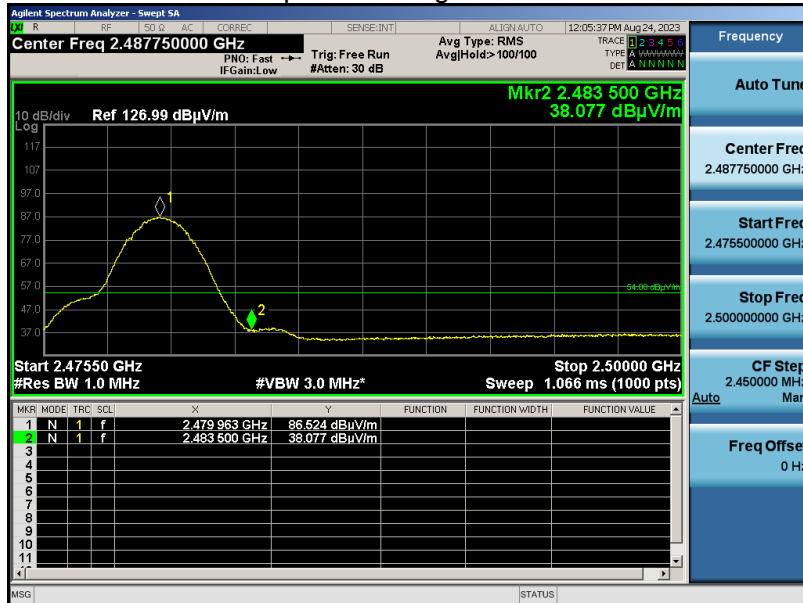 Agilent Spectrum Analyzer - Swept SA
LXI R RF 50 Ω AC CORREC SENSE:INT ALIGN AUTO 12:05:37 PM Aug 24, 2023
Center Freq 2.487750000 GHz
PNO: Fast
IFGain:Low
Trig: Free Run
#Atten: 30 dB
Avg Type: RMS
Avg|Hold:>100/100
TRACE 1 2 3 4 5 6
TYPE A
DET A N N N N N
Mkr2 2.483 500 GHz
38.077 dBµV/m
10 dB/div Ref 126.99 dBµV/m
Log
117
107
97.0
87.0
77.0
67.0
57.0
47.0
37.0
1
2
54.00 dBµV/m
Start 2.47550 GHz Stop 2.50000 GHz
#Res BW 1.0 MHz #VBW 3.0 MHz* Sweep 1.066 ms (1000 pts)
MKR MODE TRC SCL X Y FUNCTION FUNCTION WIDTH FUNCTION VALUE
1 N 1 f 2.479 963 GHz 86.524 dBµV/m
2 N 1 f 2.483 500 GHz 38.077 dBµV/m
3
4
5
6
7
8
9
10
11
MSG STATUS
Frequency
Auto Tune
Center Freq
2.487750000 GHz
Start Freq
2.475500000 GHz
Stop Freq
2.500000000 GHz
CF Step
2.450000 MHz
Auto Man
Freq Offset
0 Hz